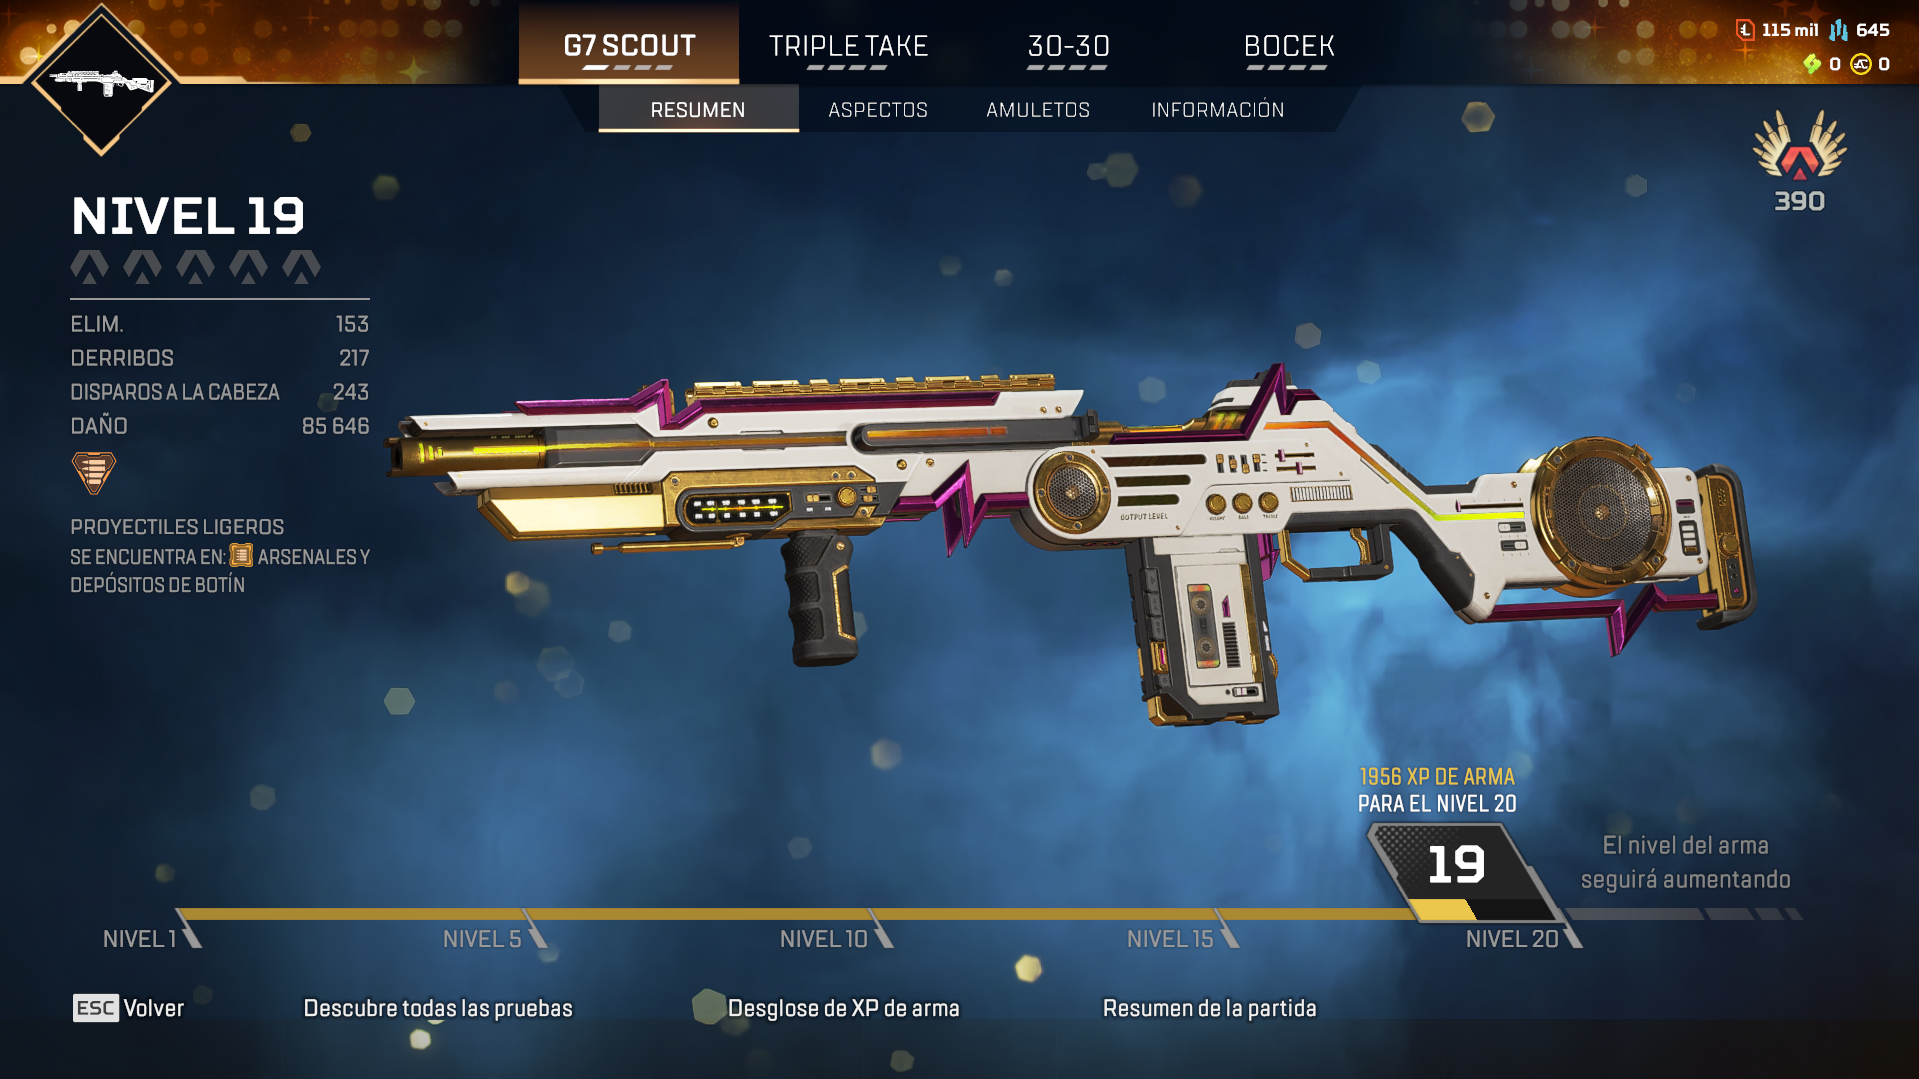 G7 SCOUT
TRIPLE TAKE
30-30
BOCEK
115 mil 645
0 0
RESUMEN
ASPECTOS
AMULETOS
INFORMACIÓN
390
NIVEL 19
ELIM. 153
DERRIBOS 217
DISPAROS A LA CABEZA 243
DAÑO 85 646
PROYECTILES LIGEROS
SE ENCUENTRA EN: ARSENALES Y
DEPÓSITOS DE BOTÍN
OUTPUT LEVEL
1956 XP DE ARMA
PARA EL NIVEL 20
19
El nivel del arma
seguirá aumentando
NIVEL 1
NIVEL 5
NIVEL 10
NIVEL 15
NIVEL 20
ESC Volver
Descubre todas las pruebas
Desglose de XP de arma
Resumen de la partida